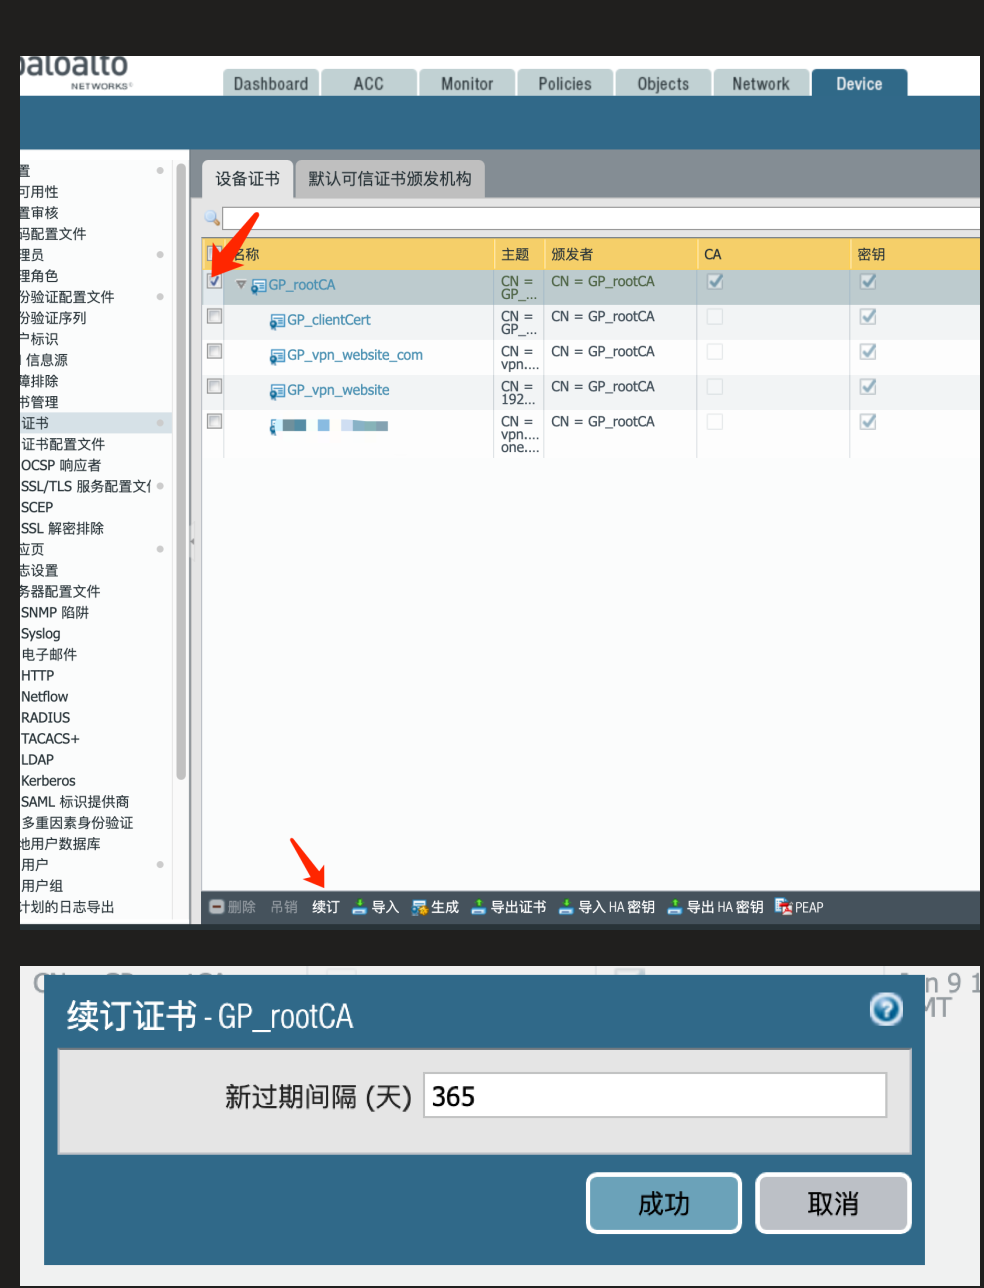 paloalto
NETWORKS®
Dashboard ACC Monitor Policies Objects Network Device
设备证书 默认可信证书颁发机构
置
可用性
置审核
码配置文件
理员
理角色
份验证配置文件
份验证序列
户标识
信息源
障排除
书管理
证书
证书配置文件
OCSP 响应者
SSL/TLS 服务配置文件
SCEP
SSL 解密排除
应页
志设置
务器配置文件
SNMP 陷阱
Syslog
电子邮件
HTTP
Netflow
RADIUS
TACACS+
LDAP
Kerberos
SAML 标识提供商
多重因素身份验证
地用户数据库
用户
用户组
计划的日志导出
名称 主题 颁发者 CA 密钥
GP_rootCA CN = GP_... CN = GP_rootCA
GP_clientCert CN = GP_... CN = GP_rootCA
GP_vpn_website_com CN = vpn.... CN = GP_rootCA
GP_vpn_website CN = 192... CN = GP_rootCA
CN = vpn.... one.... CN = GP_rootCA
删除 吊销 续订 导入 生成 导出证书 导入 HA 密钥 导出 HA 密钥 PEAP
续订证书 - GP_rootCA
新过期间隔 (天) 365
成功 取消